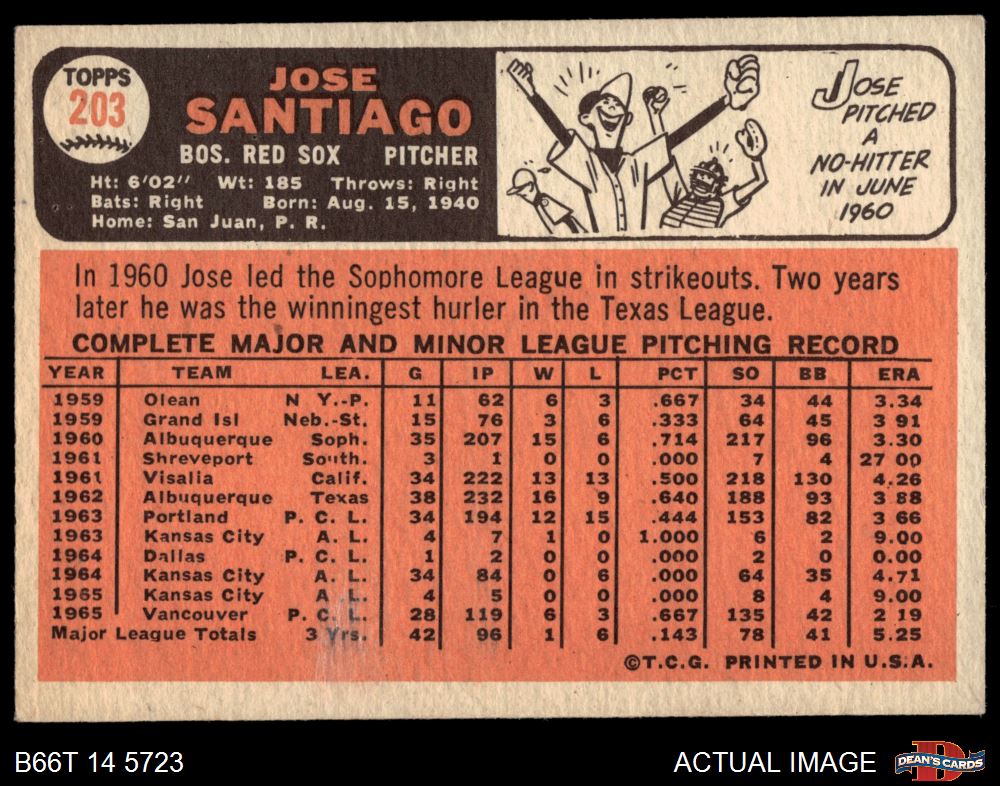 TOPPS
203
JOSE
SANTIAGO
BOS. RED SOX PITCHER
Ht: 6'02" Wt: 185 Throws: Right
Bats: Right Born: Aug. 15, 1940
Home: San Juan, P. R.
JOSE
PITCHED
A
NO-HITTER
IN JUNE
1960
In 1960 Jose led the Sophomore League in strikeouts. Two years
later he was the winningest hurler in the Texas League.
COMPLETE MAJOR AND MINOR LEAGUE PITCHING RECORD
YEAR TEAM LEA. G IP W L PCT SO BB ERA
1959 Olean N Y.-P. 11 62 6 3 .667 34 44 3.34
1959 Grand Isl Neb.-St. 15 76 3 6 .333 64 45 3 91
1960 Albuquerque Soph. 35 207 15 6 .714 217 96 3.30
1961 Shreveport South. 3 1 0 0 .000 7 4 27 00
1961 Visalia Calif. 34 222 13 13 .500 218 130 4.26
1962 Albuquerque Texas 38 232 16 9 .640 188 93 3 88
1963 Portland P. C. L. 34 194 12 15 .444 153 82 3 66
1963 Kansas City A. L. 4 7 1 0 1.000 6 2 9.00
1964 Dallas P. C. L. 1 2 0 0 .000 2 0 0.00
1964 Kansas City A. L. 34 84 0 6 .000 64 35 4.71
1965 Kansas City A. L. 4 5 0 0 .000 8 4 9.00
1965 Vancouver P. C. L. 28 119 6 3 .667 135 42 2 19
Major League Totals 3 Yrs. 42 96 1 6 .143 78 41 5.25
©T.C.G. PRINTED IN U.S.A.
B66T 14 5723
ACTUAL IMAGE
DEAN'S CARDS